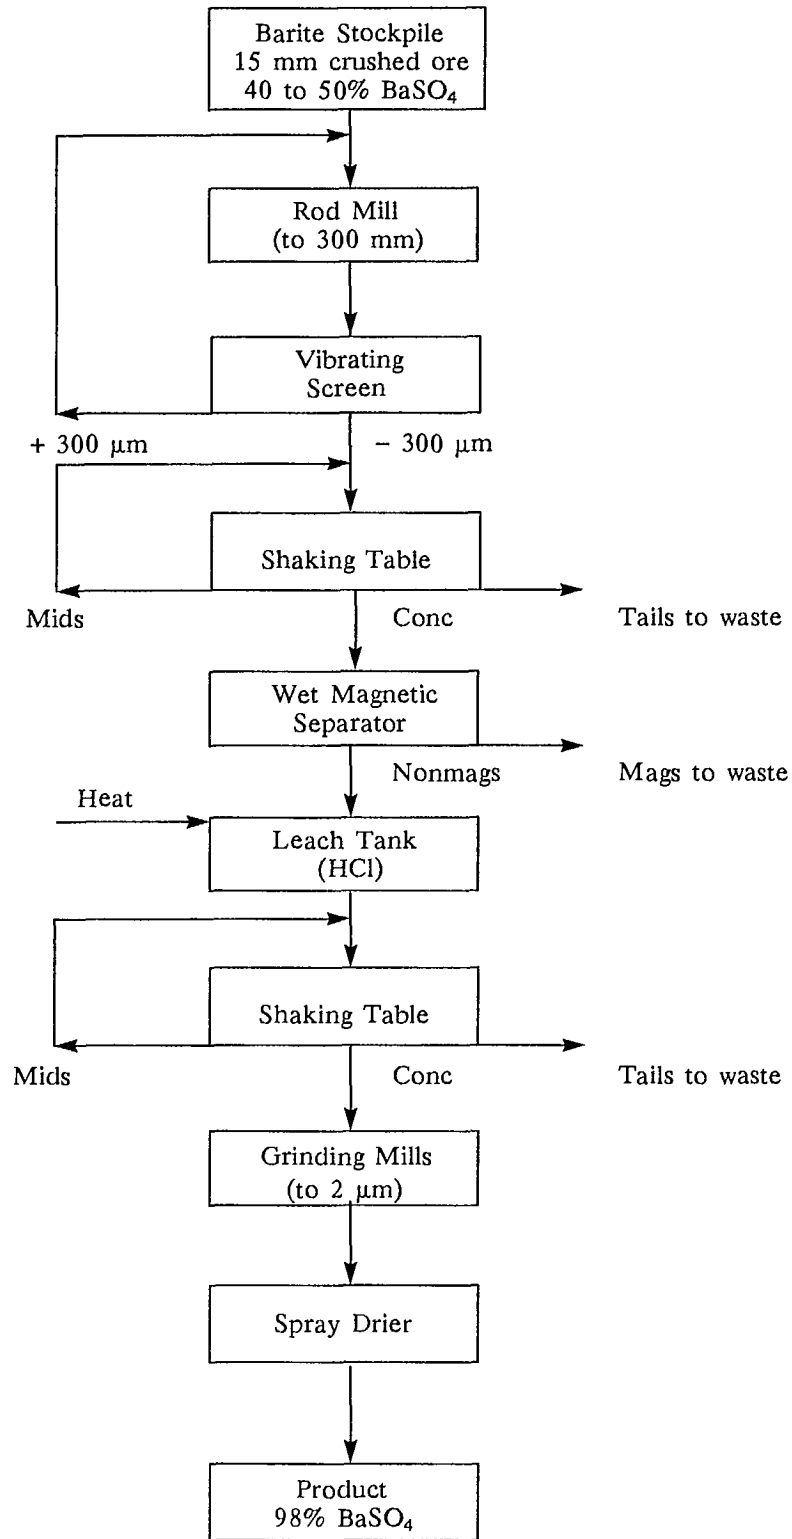 Barite Stockpile
15 mm crushed ore
40 to 50% BaSO₄
Rod Mill
(to 300 mm)
Vibrating
Screen
+ 300 μm
− 300 μm
Shaking Table
Mids
Conc
Tails to waste
Wet Magnetic
Separator
Nonmags
Mags to waste
Heat
Leach Tank
(HCl)
Shaking Table
Mids
Conc
Tails to waste
Grinding Mills
(to 2 μm)
Spray Drier
Product
98% BaSO₄